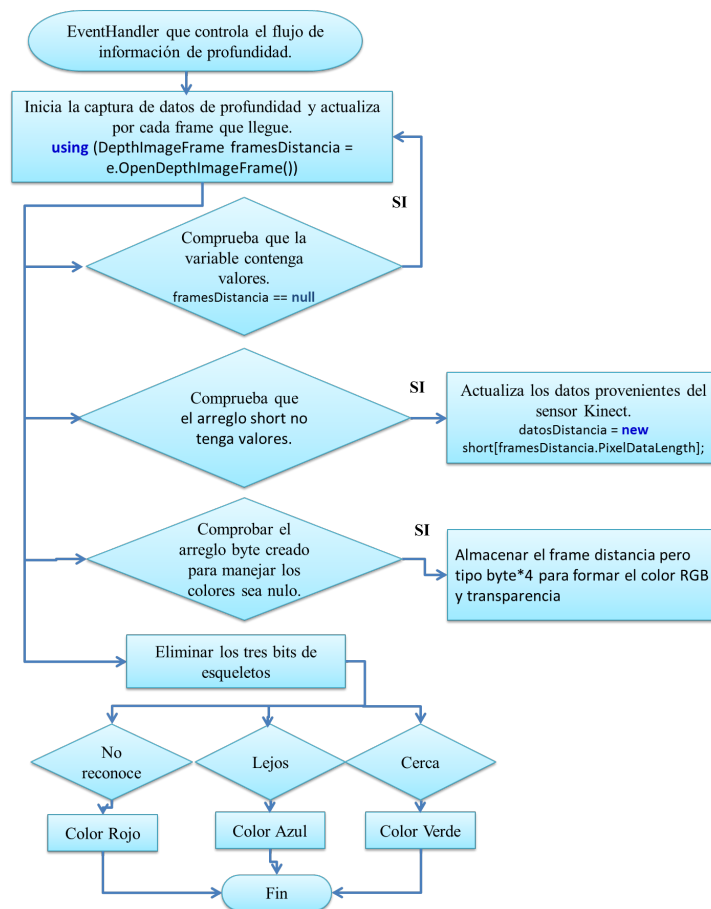 EventHandler que controla el flujo de
información de profundidad.
Inicia la captura de datos de profundidad y actualiza
por cada frame que llegue.
using (DepthImageFrame framesDistancia =
e.OpenDepthImageFrame())
SI
Comprueba que la
variable contenga
valores.
framesDistancia == null
SI
Comprueba que
el arreglo short no
tenga valores.
Actualiza los datos provenientes del
sensor Kinect.
datosDistancia = new
short[framesDistancia.PixelDataLength];
SI
Comprobar el
arreglo byte creado
para manejar los
colores sea nulo.
Almacenar el frame distancia pero
tipo byte*4 para formar el color RGB
y transparencia
Eliminar los tres bits de
esqueletos
No
reconoce
Lejos
Cerca
Color Rojo
Color Azul
Color Verde
Fin